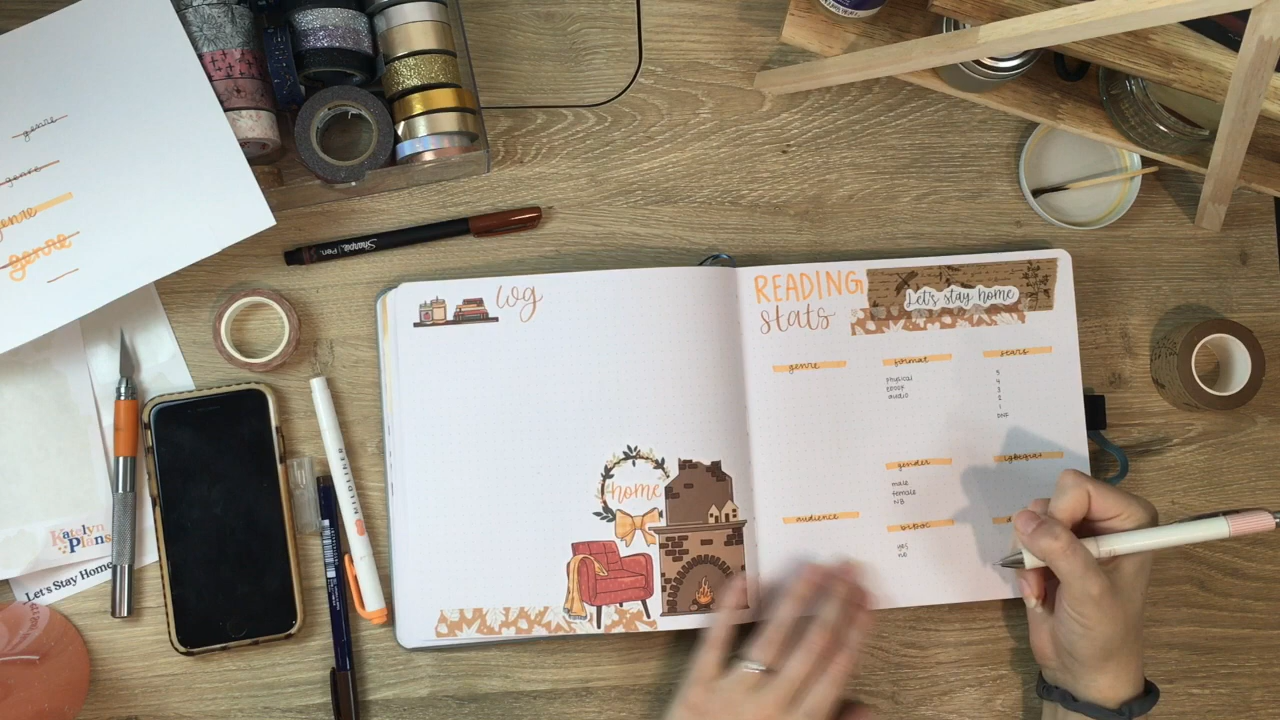 genre
genre
genre
genre
Sharpie Pen.
MILDLINER
Katelyn
Plans
Let's Stay Home
log
home
READING
stats
Let's stay home
genre
format
physical
ebook
audio
sears
5
4
3
2
1
DNF
gender
male
female
NB
lgbtqia+
audience
bipoc
yes
no